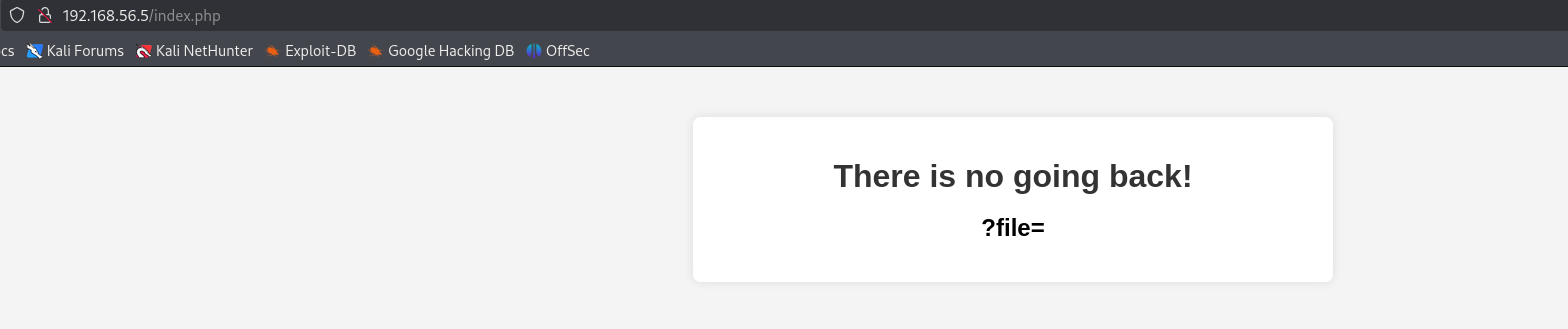 192.168.56.5/index.php
cs Kali Forums Kali NetHunter Exploit-DB Google Hacking DB OffSec
There is no going back!
?file=